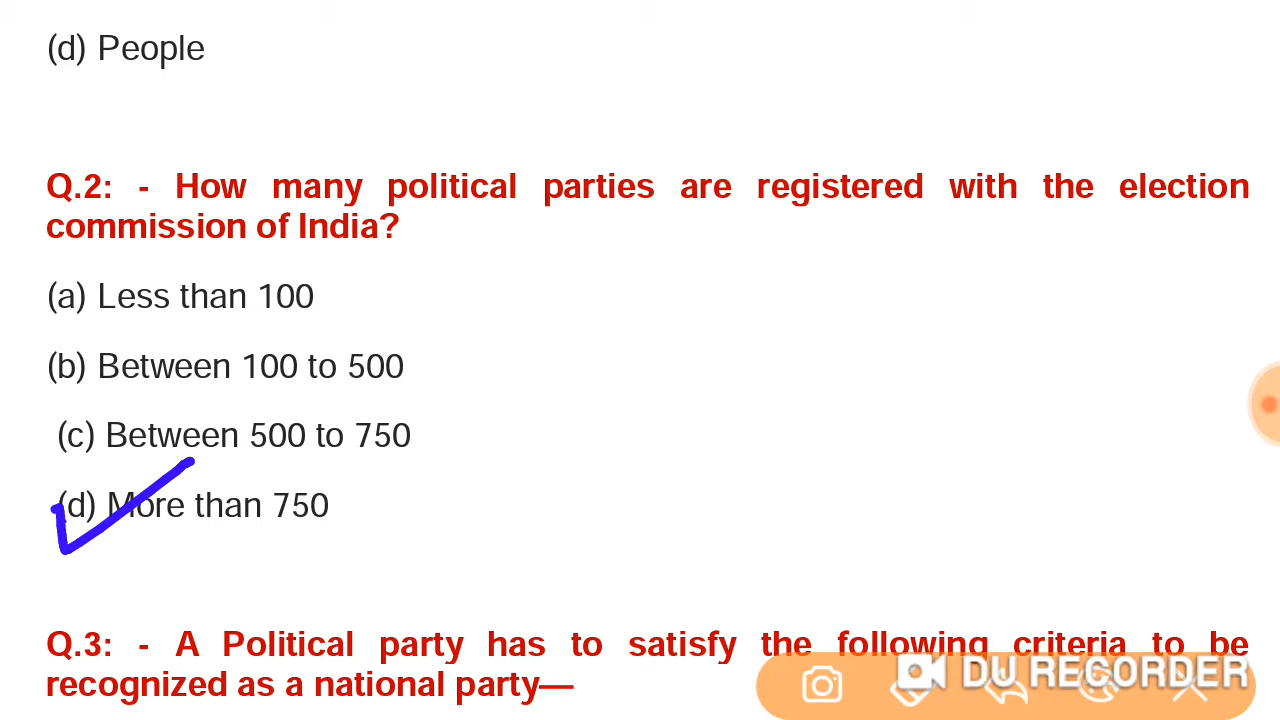 (d) People
Q.2: - How many political parties are registered with the election
commission of India?
(a) Less than 100
(b) Between 100 to 500
(c) Between 500 to 750
(d) More than 750
Q.3: - A Political party has to satisfy the following criteria to be
recognized as a national party—
DU RECORDER